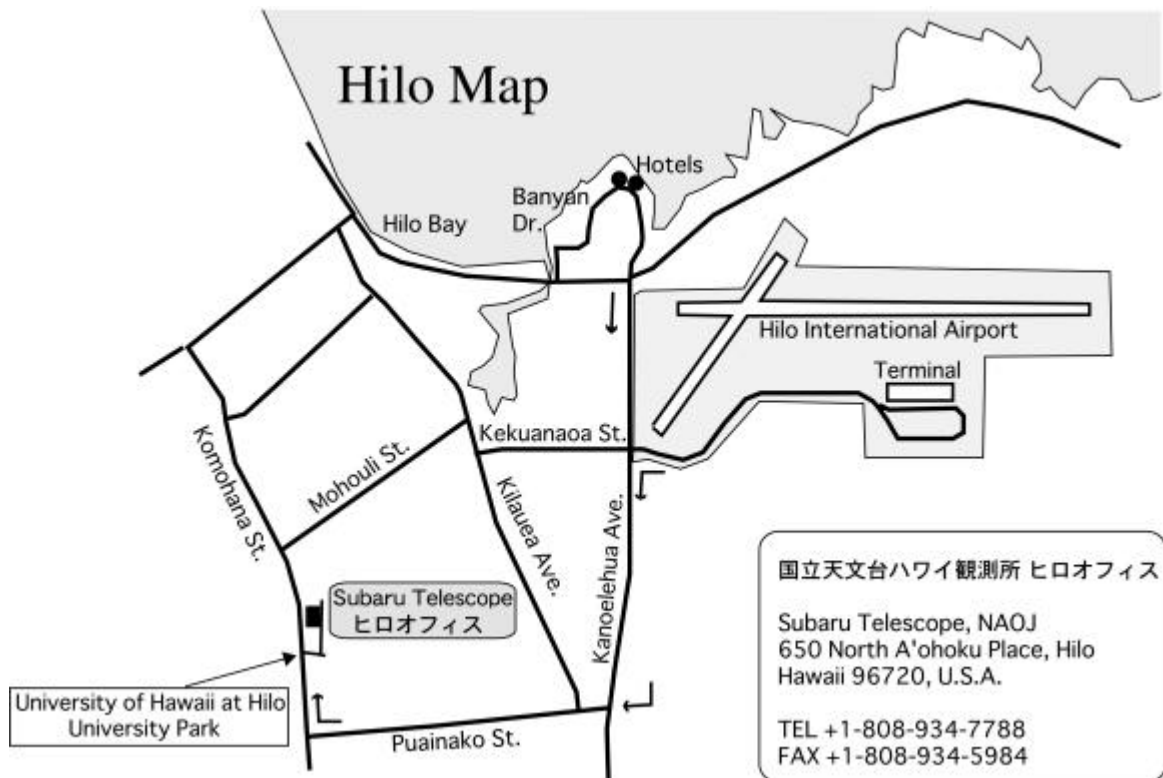 Hilo Map
Hotels
Banyan
Dr.
Hilo Bay
Hilo International Airport
Terminal
Kekuanaoa St.
Komohana St.
Mohouli St.
Kilauea Ave.
Kanoelehua Ave.
Subaru Telescope
ヒロオフィス
University of Hawaii at Hilo
University Park
Puainako St.
国立天文台ハワイ観測所 ヒロオフィス
Subaru Telescope, NAOJ
650 North A'ohoku Place, Hilo
Hawaii 96720, U.S.A.
TEL +1-808-934-7788
FAX +1-808-934-5984